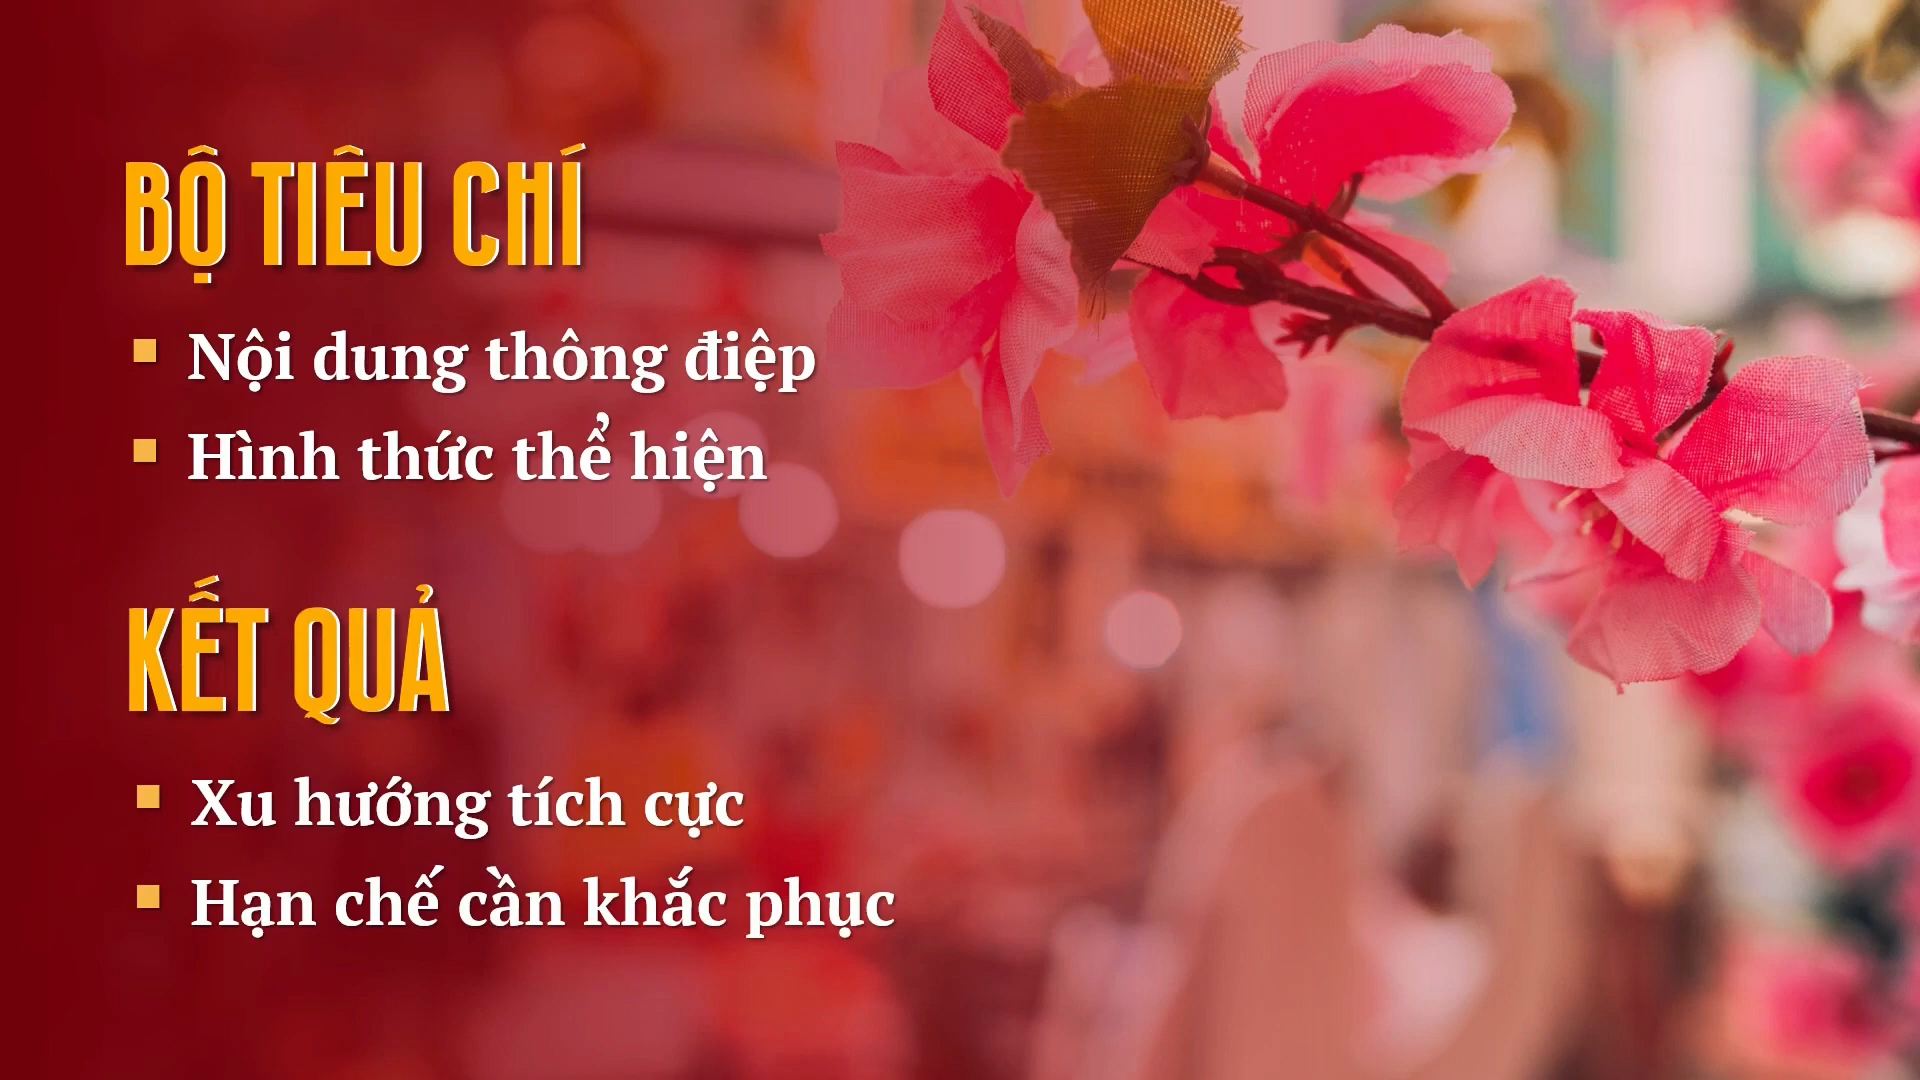 BỘ TIÊU CHÍ
Nội dung thông điệp
Hình thức thể hiện
KẾT QUẢ
Xu hướng tích cực
Hạn chế cần khắc phục